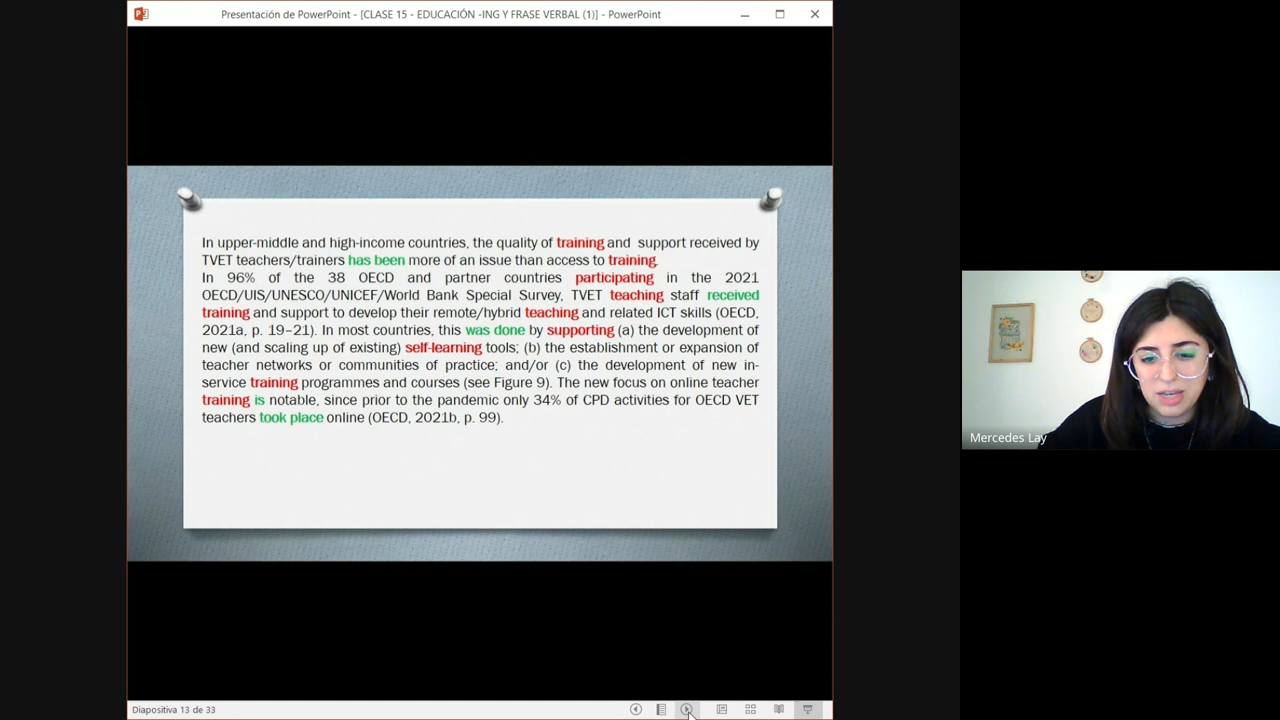 Presentación de PowerPoint - [CLASE 15 - EDUCACIÓN -ING Y FRASE VERBAL (1)] - PowerPoint
In upper-middle and high-income countries, the quality of training and support received by
TVET teachers/trainers has been more of an issue than access to training.
In 96% of the 38 OECD and partner countries participating in the 2021
OECD/UIS/UNESCO/UNICEF/World Bank Special Survey, TVET teaching staff received
training and support to develop their remote/hybrid teaching and related ICT skills (OECD,
2021a, p. 19–21). In most countries, this was done by supporting (a) the development of
new (and scaling up of existing) self-learning tools; (b) the establishment or expansion of
teacher networks or communities of practice; and/or (c) the development of new in-
service training programmes and courses (see Figure 9). The new focus on online teacher
training is notable, since prior to the pandemic only 34% of CPD activities for OECD VET
teachers took place online (OECD, 2021b, p. 99).
Mercedes Lay
Diapositiva 13 de 33